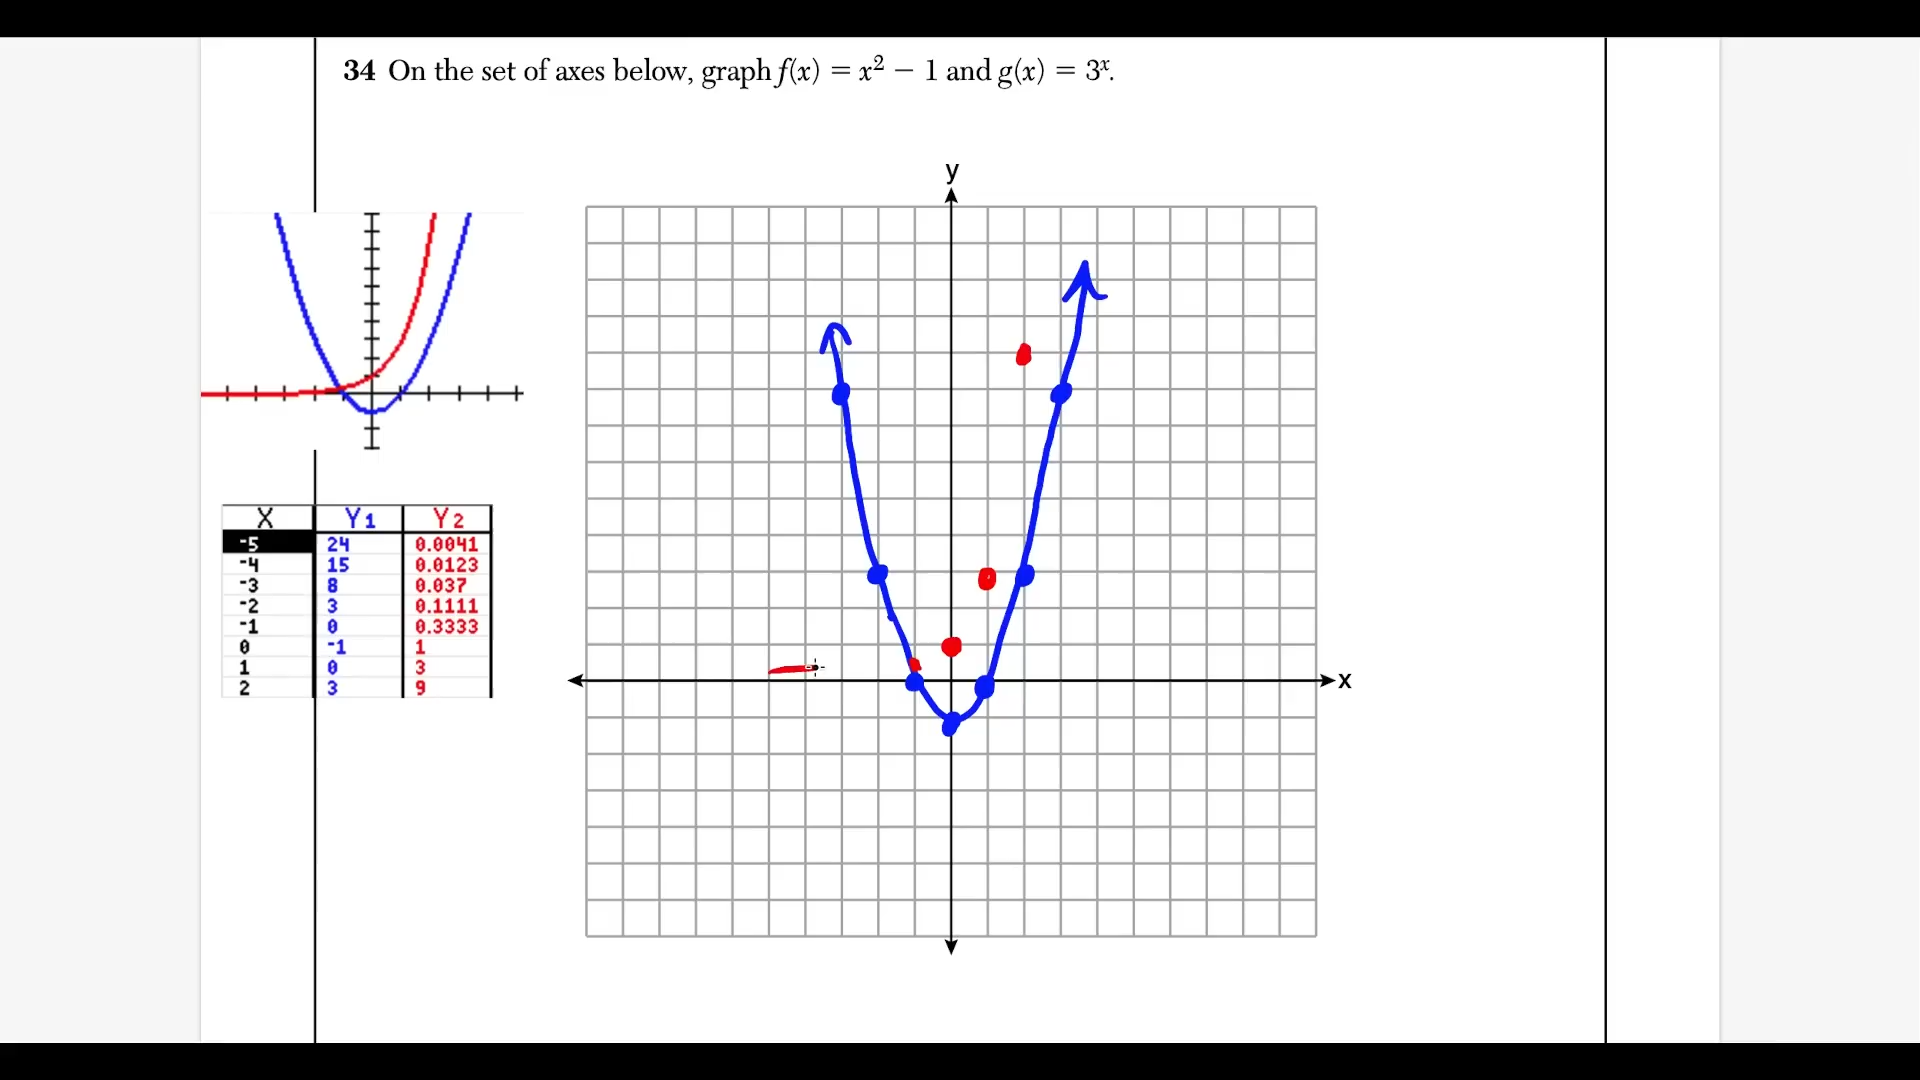 34 On the set of axes below, graph f(x) = x² − 1 and g(x) = 3ˣ.
y
x
X Y1 Y2
-5 24 0.0041
-4 15 0.0123
-3 8 0.037
-2 3 0.1111
-1 0 0.3333
0 -1 1
1 0 3
2 3 9